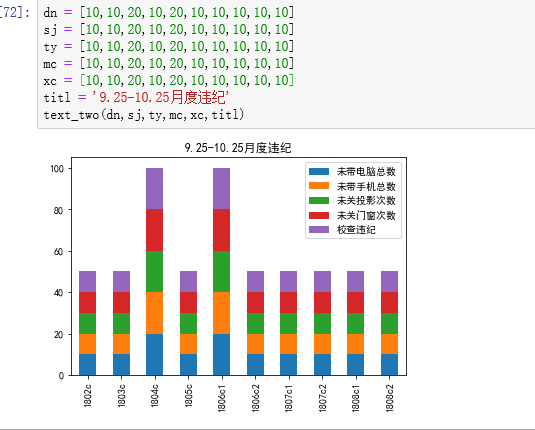 [72]:
dn = [10,10,20,10,20,10,10,10,10,10]
sj = [10,10,20,10,20,10,10,10,10,10]
ty = [10,10,20,10,20,10,10,10,10,10]
mc = [10,10,20,10,20,10,10,10,10,10]
xc = [10,10,20,10,20,10,10,10,10,10]
titl = '9.25-10.25月度违纪'
text_two(dn,sj,ty,mc,xc,titl)
9.25-10.25月度违纪
未带电脑总数
未带手机总数
未关投影次数
未关门窗次数
校查违纪
100
80
60
40
20
0
1802c
1803c
1804c
1805c
1806c1
1806c2
1807c1
1807c2
1808c1
1808c2